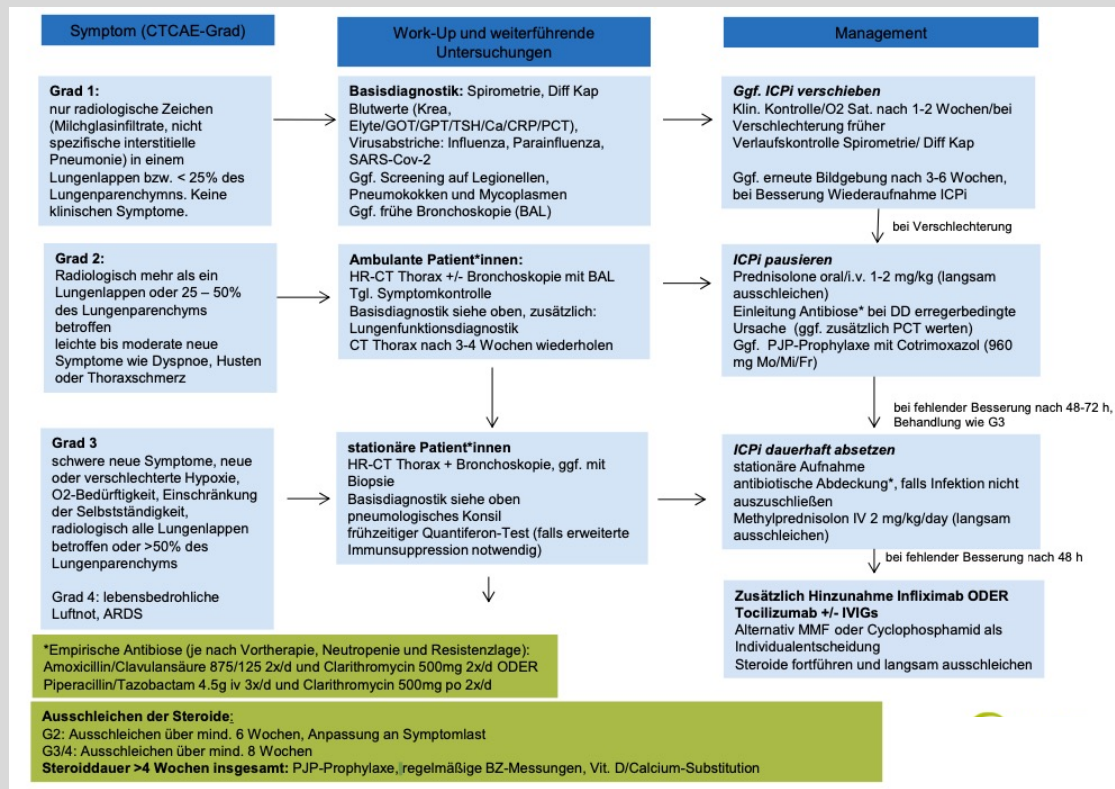 Symptom (CTCAE-Grad)
Work-Up und weiterführende
Untersuchungen
Management
Grad 1:
nur radiologische Zeichen
(Milchglasinfiltrate, nicht
spezifische interstitielle
Pneumonie) in einem
Lungenlappen bzw. < 25% des
Lungenparenchymns. Keine
klinischen Symptome.
Basisdiagnostik: Spirometrie, Diff Kap
Blutwerte (Krea,
Elyte/GOT/GPT/TSH/Ca/CRP/PCT),
Virusabstriche: Influenza, Parainfluenza,
SARS-Cov-2
Ggf. Screening auf Legionellen,
Pneumokokken und Mycoplasmen
Ggf. frühe Bronchoskopie (BAL)
Ggf. ICPi verschieben
Klin. Kontrolle/O2 Sat. nach 1-2 Wochen/bei
Verschlechterung früher
Verlaufskontrolle Spirometrie/ Diff Kap
Ggf. erneute Bildgebung nach 3-6 Wochen,
bei Besserung Wiederaufnahme ICPi
bei Verschlechterung
Grad 2:
Radiologisch mehr als ein
Lungenlappen oder 25 – 50%
des Lungenparenchyms
betroffen
leichte bis moderate neue
Symptome wie Dyspnoe, Husten
oder Thoraxschmerz
Ambulante Patient*innen:
HR-CT Thorax +/- Bronchoskopie mit BAL
Tgl. Symptomkontrolle
Basisdiagnostik siehe oben, zusätzlich:
Lungenfunktionsdiagnostik
CT Thorax nach 3-4 Wochen wiederholen
ICPi pausieren
Prednisolone oral/i.v. 1-2 mg/kg (langsam
ausschleichen)
Einleitung Antibiose* bei DD erregerbedingte
Ursache (ggf. zusätzlich PCT werten)
Ggf. PJP-Prophylaxe mit Cotrimoxazol (960
mg Mo/Mi/Fr)
bei fehlender Besserung nach 48-72 h,
Behandlung wie G3
Grad 3
schwere neue Symptome, neue
oder verschlechterte Hypoxie,
O2-Bedürftigkeit, Einschränkung
der Selbstständigkeit,
radiologisch alle Lungenlappen
betroffen oder >50% des
Lungenparenchyms
Grad 4: lebensbedrohliche
Luftnot, ARDS
stationäre Patient*innen
HR-CT Thorax + Bronchoskopie, ggf. mit
Biopsie
Basisdiagnostik siehe oben
pneumologisches Konsil
frühzeitiger Quantiferon-Test (falls erweiterte
Immunsuppression notwendig)
ICPi dauerhaft absetzen
stationäre Aufnahme
antibiotische Abdeckung*, falls Infektion nicht
auszuschließen
Methylprednisolon IV 2 mg/kg/day (langsam
ausschleichen)
bei fehlender Besserung nach 48 h
Zusätzlich Hinzunahme Infliximab ODER
Tocilizumab +/- IVIGs
Alternativ MMF oder Cyclophosphamid als
Individualentscheidung
Steroide fortführen und langsam ausschleichen
*Empirische Antibiose (je nach Vortherapie, Neutropenie und Resistenzlage):
Amoxicillin/Clavulansäure 875/125 2x/d und Clarithromycin 500mg 2x/d ODER
Piperacillin/Tazobactam 4.5g iv 3x/d und Clarithromycin 500mg po 2x/d
Ausschleichen der Steroide:
G2: Ausschleichen über mind. 6 Wochen, Anpassung an Symptomlast
G3/4: Ausschleichen über mind. 8 Wochen
Steroiddauer >4 Wochen insgesamt: PJP-Prophylaxe, regelmäßige BZ-Messungen, Vit. D/Calcium-Substitution